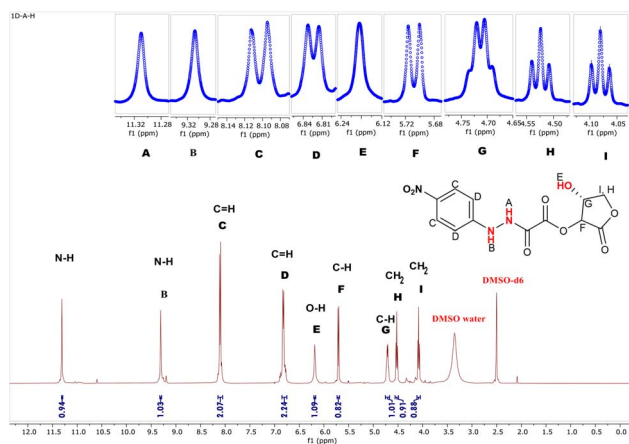 1D-A-H
11.32 11.28
f1 (ppm)
9.32 9.28
f1 (ppm)
8.14 8.12 8.10 8.08
f1 (ppm)
6.84 6.81
f1 (ppm)
6.24 6.12
f1 (ppm)
5.72 5.68
f1 (ppm)
4.75 4.70 4.65
f1 (ppm)
4.55 4.50
f1 (ppm)
4.10 4.05
f1 (ppm)
A B C D E F G H I
E
HO
O₂N
C
D
A
H
N
N
H
B
C
D
O
O
O
G
F
I, H
O
O
N-H
N-H
B
C=H
C
C=H
D
O-H
E
C-H
F
C-H
G
CH₂
H
CH₂
I
DMSO water
DMSO-d6
0.94
1.03
2.07
2.24
1.09
0.82
1.01
0.91
0.88
12.0 11.5 11.0 10.5 10.0 9.5 9.0 8.5 8.0 7.5 7.0 6.5 6.0 5.5 5.0 4.5 4.0 3.5 3.0 2.5 2.0 1.5 1.0 0.5 0.0
f1 (ppm)